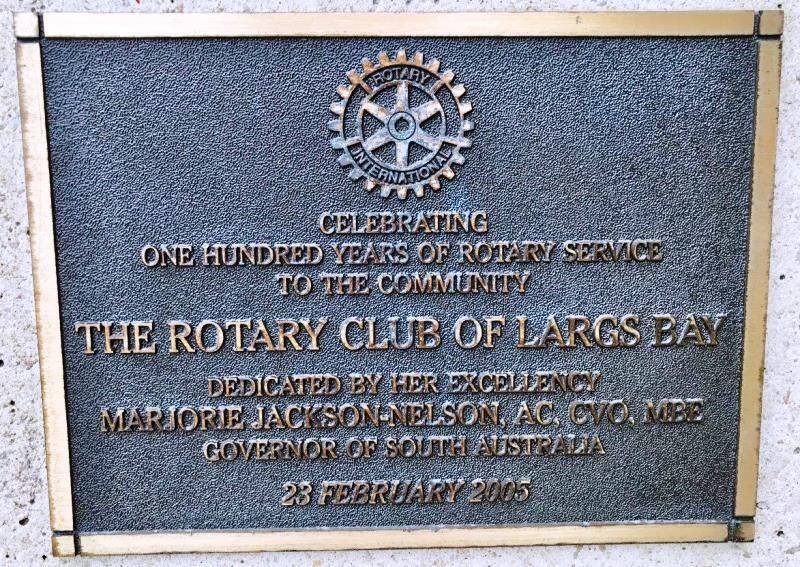 ROTARY
INTERNATIONAL
CELEBRATING
ONE HUNDRED YEARS OF ROTARY SERVICE
TO THE COMMUNITY
THE ROTARY CLUB OF LARGS BAY
DEDICATED BY HER EXCELLENCY
MARJORIE JACKSON-NELSON, AC, CVO, MBE
GOVERNOR OF SOUTH AUSTRALIA
23 FEBRUARY 2005